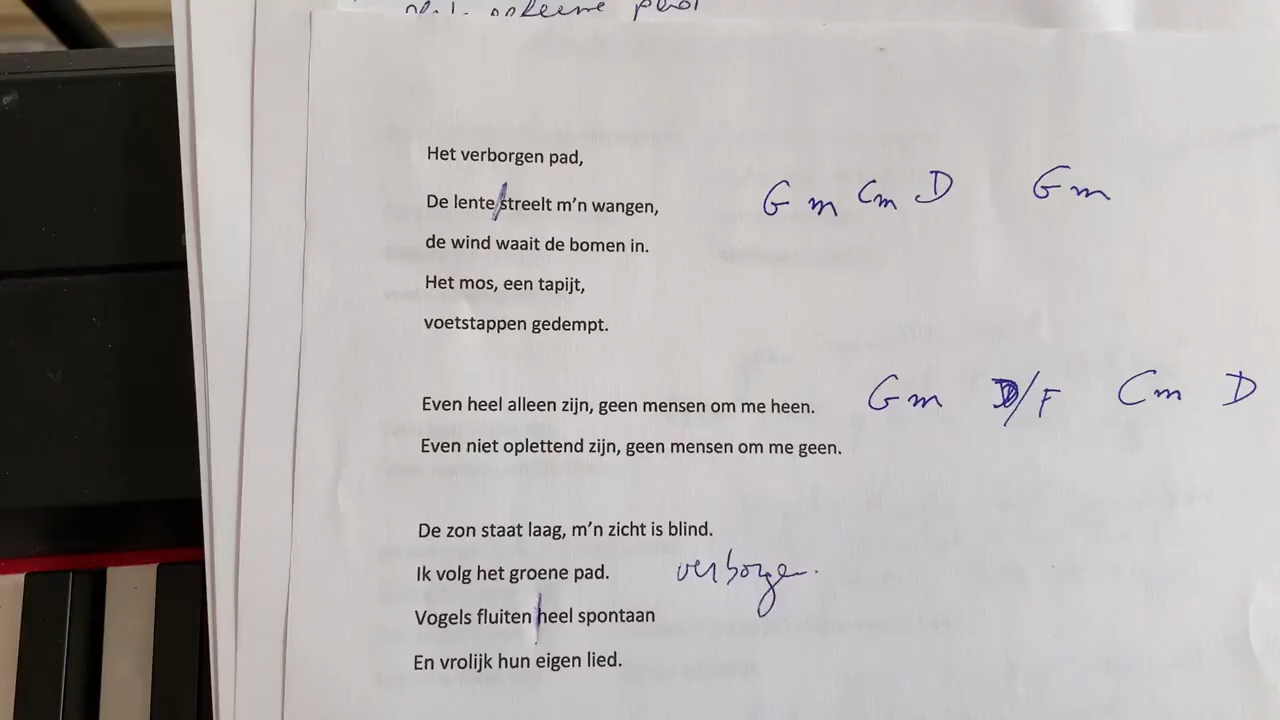 groene pad
Het verborgen pad,
De lente/streelt m'n wangen, Gm Cm D Gm
de wind waait de bomen in.
Het mos, een tapijt,
voetstappen gedempt.
Even heel alleen zijn, geen mensen om me heen. Gm D/F Cm D
Even niet oplettend zijn, geen mensen om me geen.
De zon staat laag, m'n zicht is blind.
Ik volg het groene pad. verborgen.
Vogels fluiten heel spontaan
En vrolijk hun eigen lied.